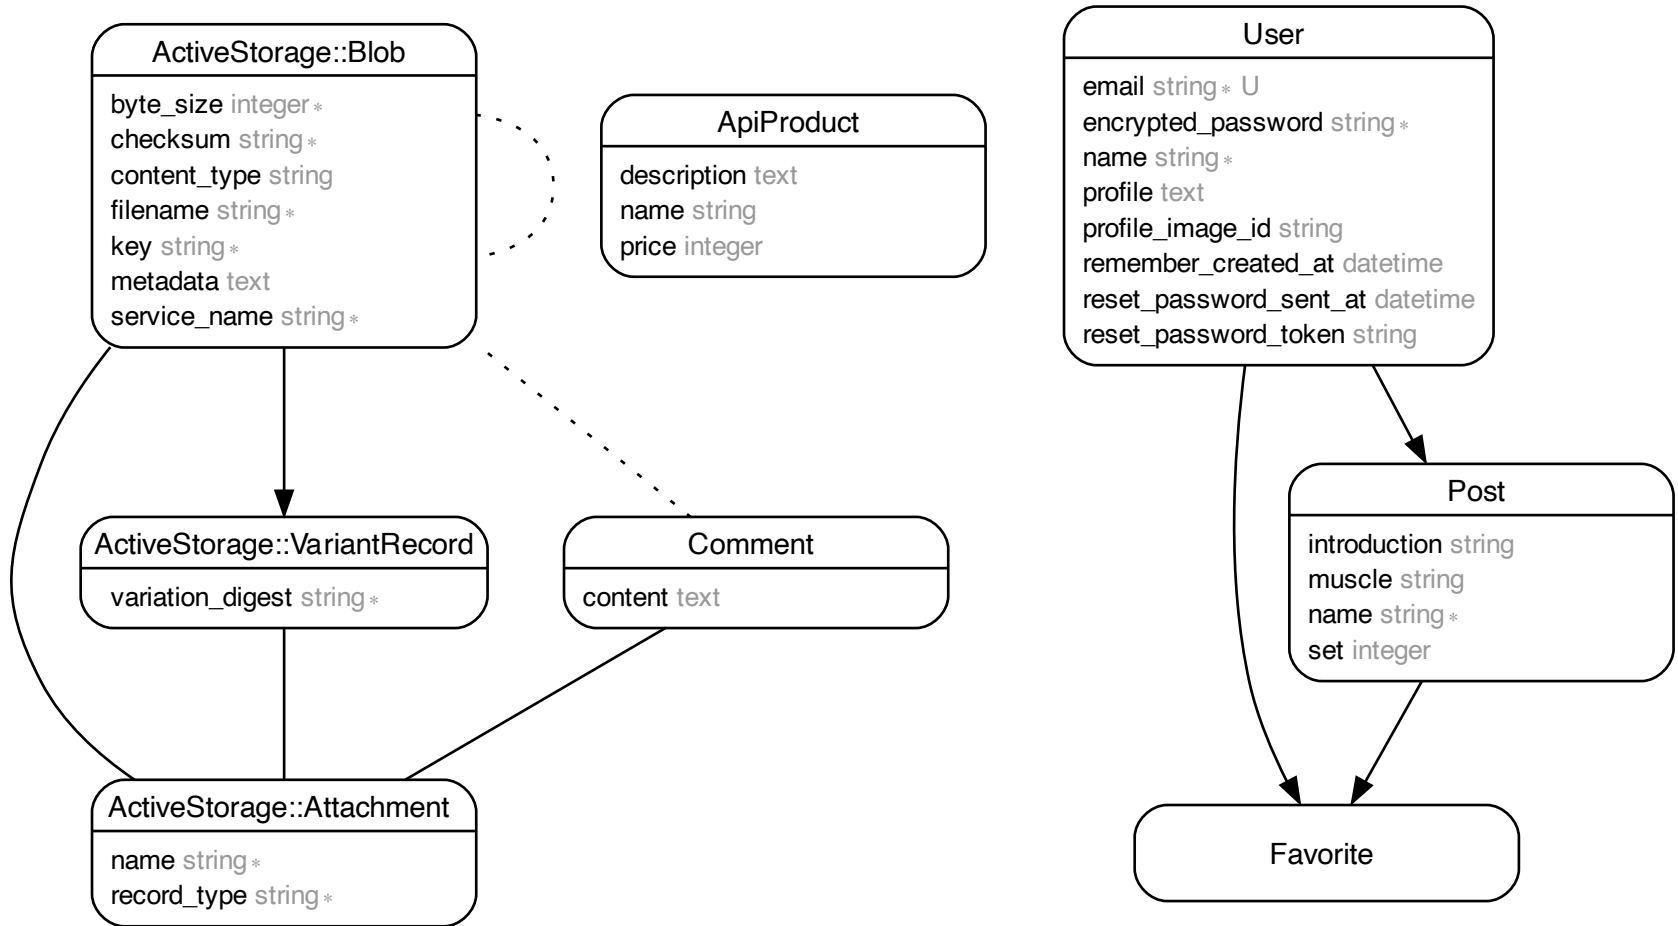 ActiveStorage::Blob
byte_size integer *
checksum string *
content_type string
filename string *
key string *
metadata text
service_name string *
ApiProduct
description text
name string
price integer
User
email string * U
encrypted_password string *
name string *
profile text
profile_image_id string
remember_created_at datetime
reset_password_sent_at datetime
reset_password_token string
ActiveStorage::VariantRecord
variation_digest string *
Comment
content text
Post
introduction string
muscle string
name string *
set integer
ActiveStorage::Attachment
name string *
record_type string *
Favorite